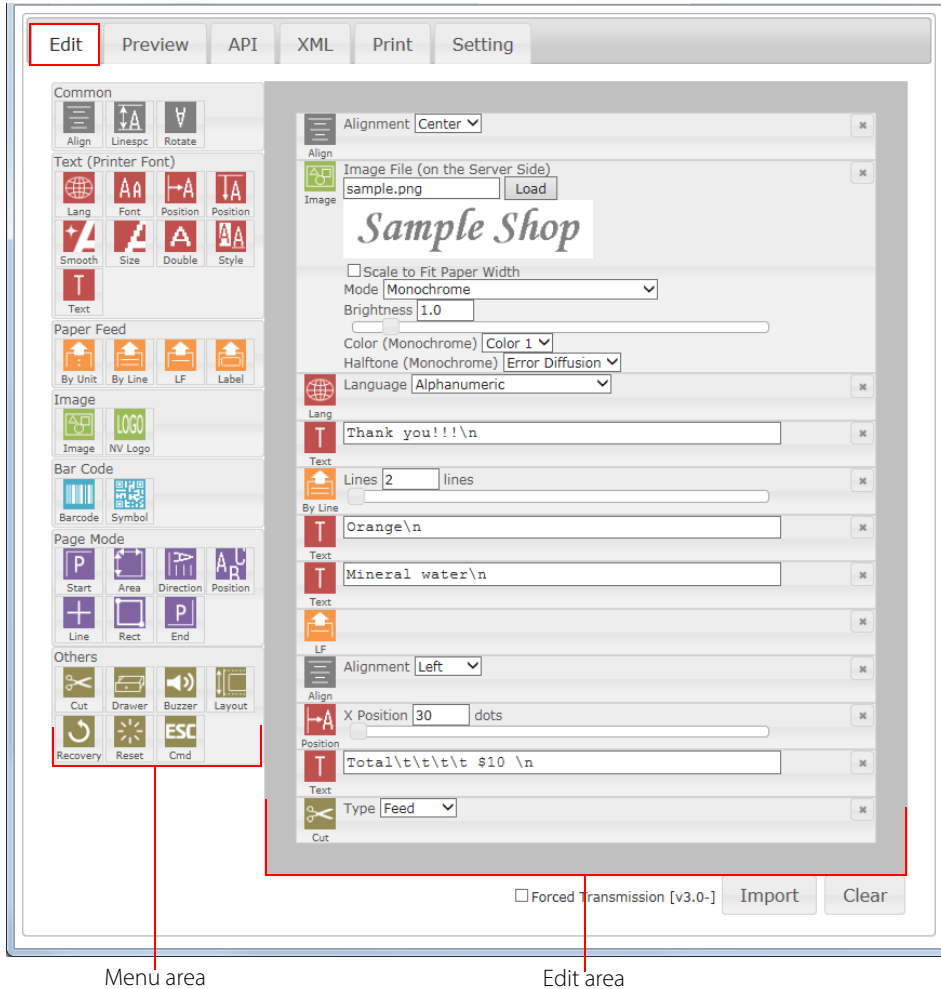 Edit Preview API XML Print Setting
Common
Align Linespc Rotate
Text (Printer Font)
Lang Font Position Position
Smooth Size Double Style
T
Text
Paper Feed
By Unit By Line LF Label
Image
LOGO
Image NV Logo
Bar Code
Barcode Symbol
Page Mode
Start Area Direction Position
Line Rect End
Others
Cut Drawer Buzzer Layout
ESC
Recovery Reset Cmd
Alignment Center
Align
Image File (on the Server Side)
sample.png Load
Image
Sample Shop
Scale to Fit Paper Width
Mode Monochrome
Brightness 1.0
Color (Monochrome) Color 1
Halftone (Monochrome) Error Diffusion
Language Alphanumeric
Lang
T Thank you!!!\n
Text
Lines 2 lines
By Line
T Orange\n
Text
T Mineral water\n
Text
LF
Alignment Left
Align
X Position 30 dots
Position
T Total\t\t\t\t $10 \n
Text
Type Feed
Cut
Forced Transmission [v3.0-] Import Clear
Menu area Edit area